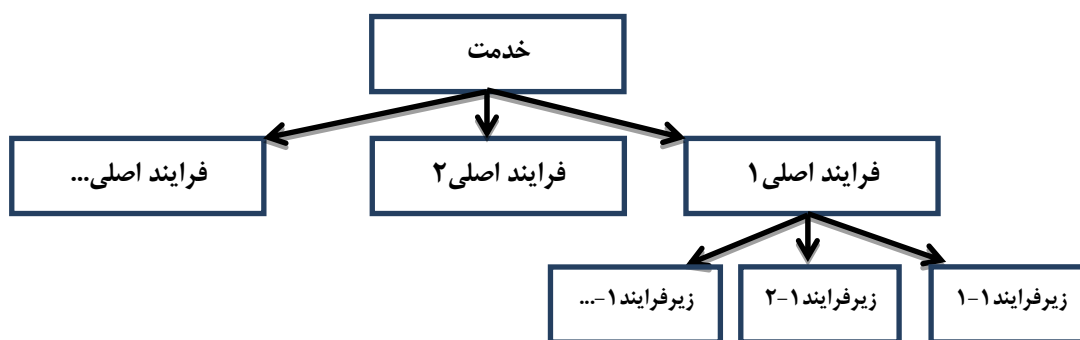 خدمت
فرایند اصلی۱
فرایند اصلی۲
فرایند اصلی...
زیرفرایند۱-۱
زیرفرایند۱-۲
زیرفرایند۱-...